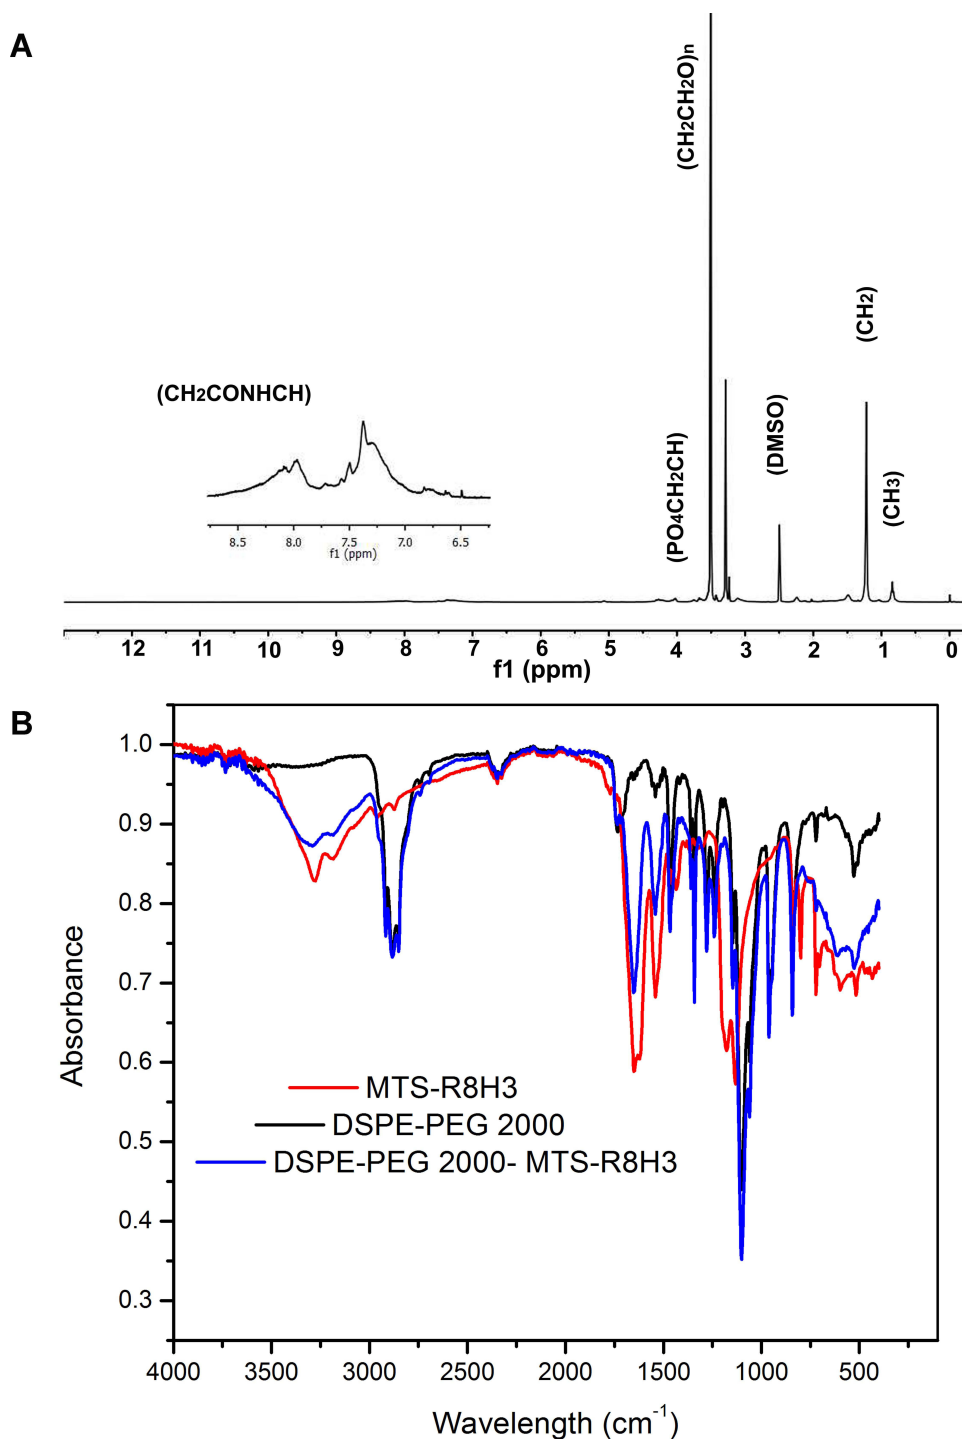 A
(CH2CH2O)n
(CH2)
(CH2CONHCH)
(DMSO)
(PO4CH2CH)
(CH3)
8.5 8.0 7.5 7.0 6.5
f1 (ppm)
12 11 10 9 8 7 6 5 4 3 2 1 0
f1 (ppm)
B
1.0
0.9
0.8
0.7
0.6
0.5
0.4
0.3
Absorbance
MTS-R8H3
DSPE-PEG 2000
DSPE-PEG 2000- MTS-R8H3
4000 3500 3000 2500 2000 1500 1000 500
Wavelength (cm⁻¹)